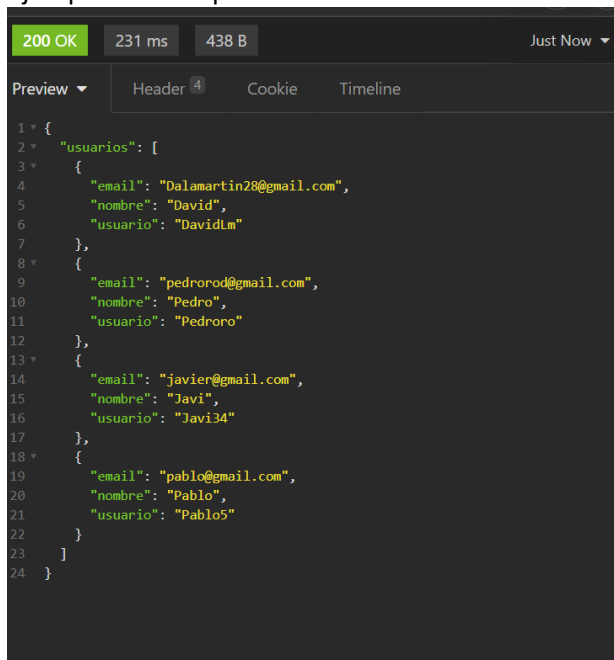 200 OK 231 ms 438 B Just Now
Preview Header 4 Cookie Timeline
1 {
2 "usuarios": [
3 {
4 "email": "Dalamartin28@gmail.com",
5 "nombre": "David",
6 "usuario": "DavidLm"
7 },
8 {
9 "email": "pedrorod@gmail.com",
10 "nombre": "Pedro",
11 "usuario": "Pedroro"
12 },
13 {
14 "email": "javier@gmail.com",
15 "nombre": "Javi",
16 "usuario": "Javi34"
17 },
18 {
19 "email": "pablo@gmail.com",
20 "nombre": "Pablo",
21 "usuario": "Pablo5"
22 }
23 ]
24 }